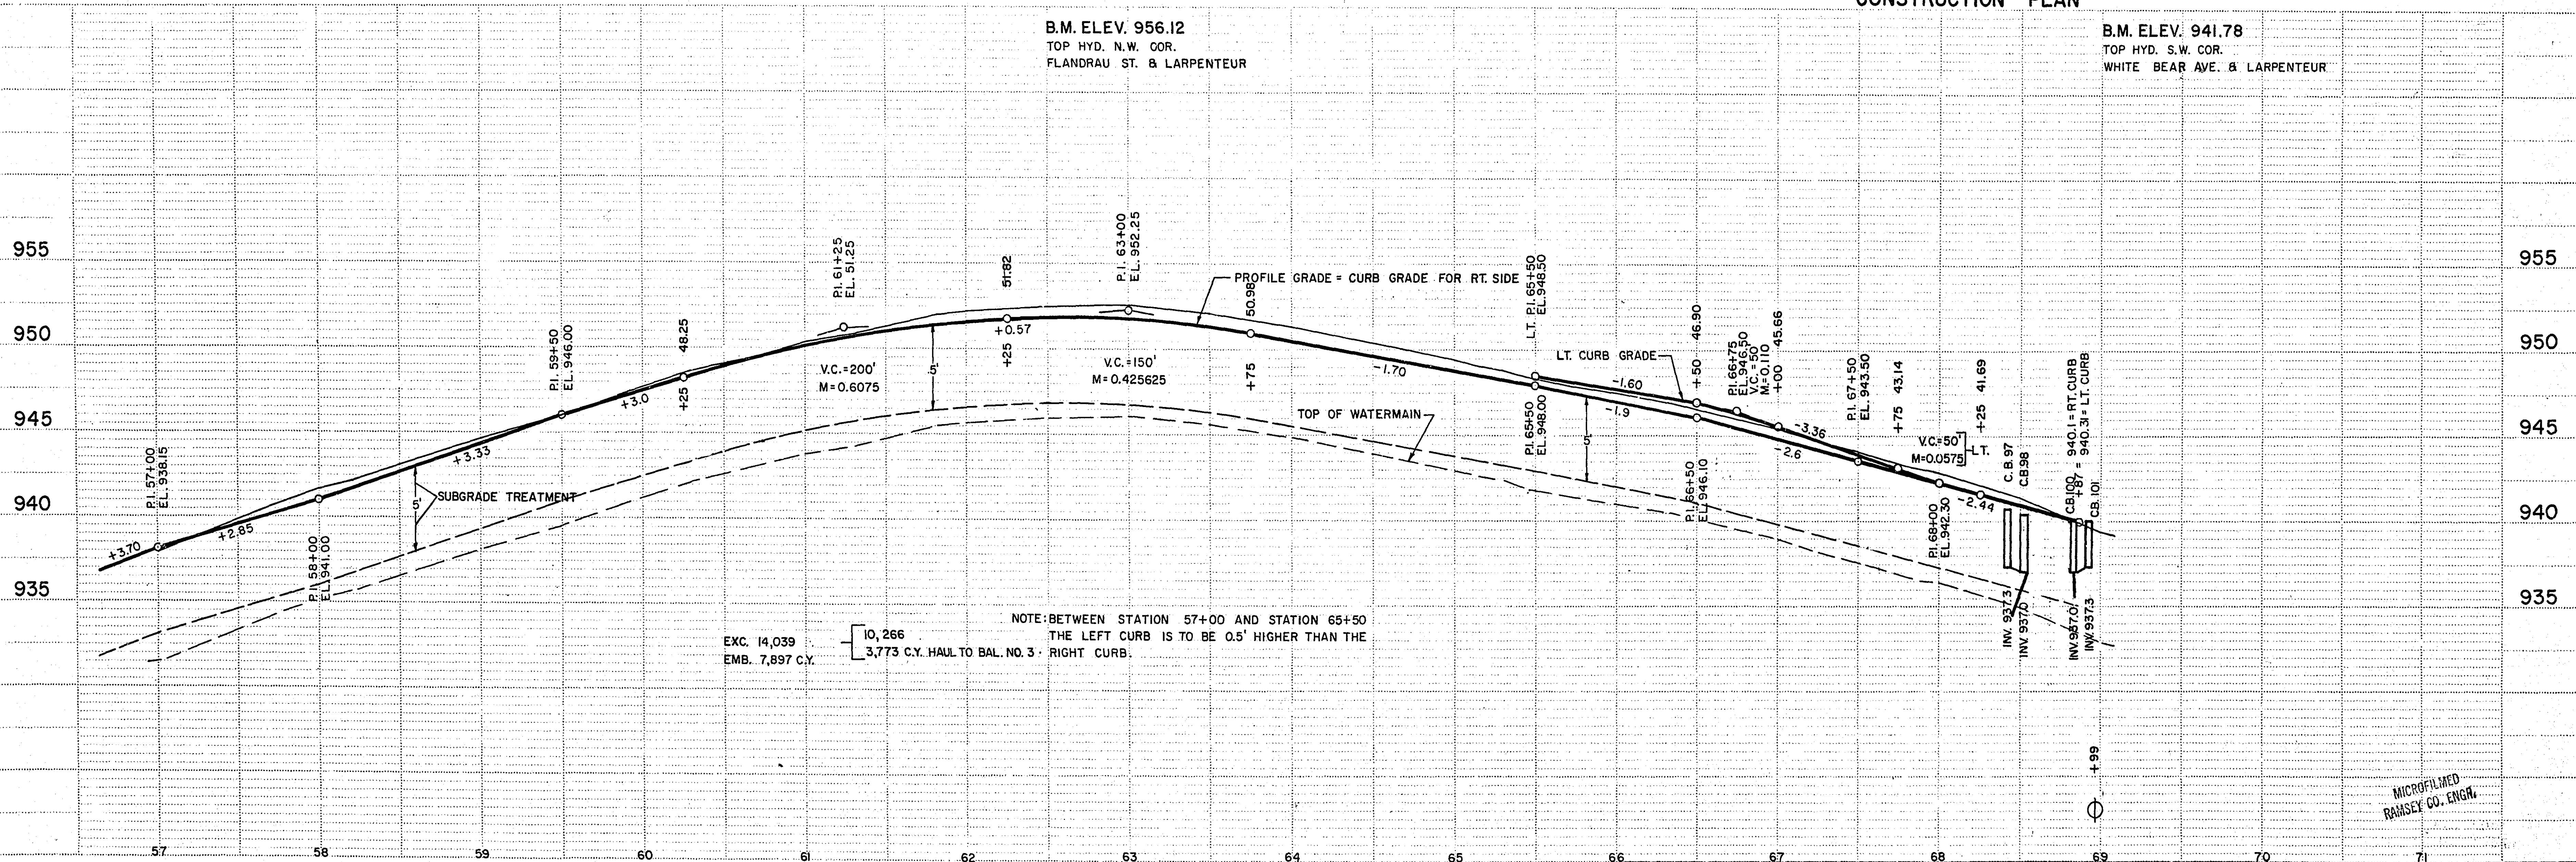 CONSTRUCTION PLAN
B.M. ELEV. 956.12
TOP HYD. N.W. COR.
FLANDRAU ST. & LARPENTEUR
B.M. ELEV. 941.78
TOP HYD. S.W. COR.
WHITE BEAR AVE. & LARPENTEUR
955
950
945
940
935
955
950
945
940
935
+3.70
P.I. 57+00
EL. 938.15
+2.85
P.I. 58+00
EL. 941.00
5'
SUBGRADE TREATMENT
+3.33
P.I. 59+50
EL. 946.00
+3.0
48.25
+25
P.I. 61+25
EL. 51.25
V.C.=200'
M=0.6075
.5'
51.82
+0.57
+25
P.I. 63+00
EL. 952.25
V.C.=150'
M=0.425625
PROFILE GRADE = CURB GRADE FOR RT. SIDE
50.98
+75
-1.70
TOP OF WATERMAIN
LT. P.I. 65+50
EL. 948.50
P.I. 65+50
EL. 948.00
LT. CURB GRADE
-1.60
-1.9
5'
+50 46.90
P.I. 66+50
EL. 946.10
P.I. 66+75
EL. 946.50
V.C.=50'
M=0.110
+00 45.66
-3.36
-2.6
P.I. 67+50
EL. 943.50
+75 43.14
V.C.=50'
M=0.0575
LT.
P.I. 68+00
EL. 942.30
+25 41.69
-2.44
C.B. 97
C.B. 98
INV. 937.3
INV. 937.0
C.B. 100
+87 = 940.1 = RT. CURB
940.31 = LT. CURB
C.B. 101
INV. 937.0
INV. 937.3
NOTE: BETWEEN STATION 57+00 AND STATION 65+50
THE LEFT CURB IS TO BE 0.5' HIGHER THAN THE
RIGHT CURB.
EXC. 14,039
EMB. 7,897 C.Y.
10,266
3,773 C.Y. HAUL TO BAL. NO. 3
+99
MICROFILMED
RAMSEY CO. ENGR.
57 58 59 60 61 62 63 64 65 66 67 68 69 70 71